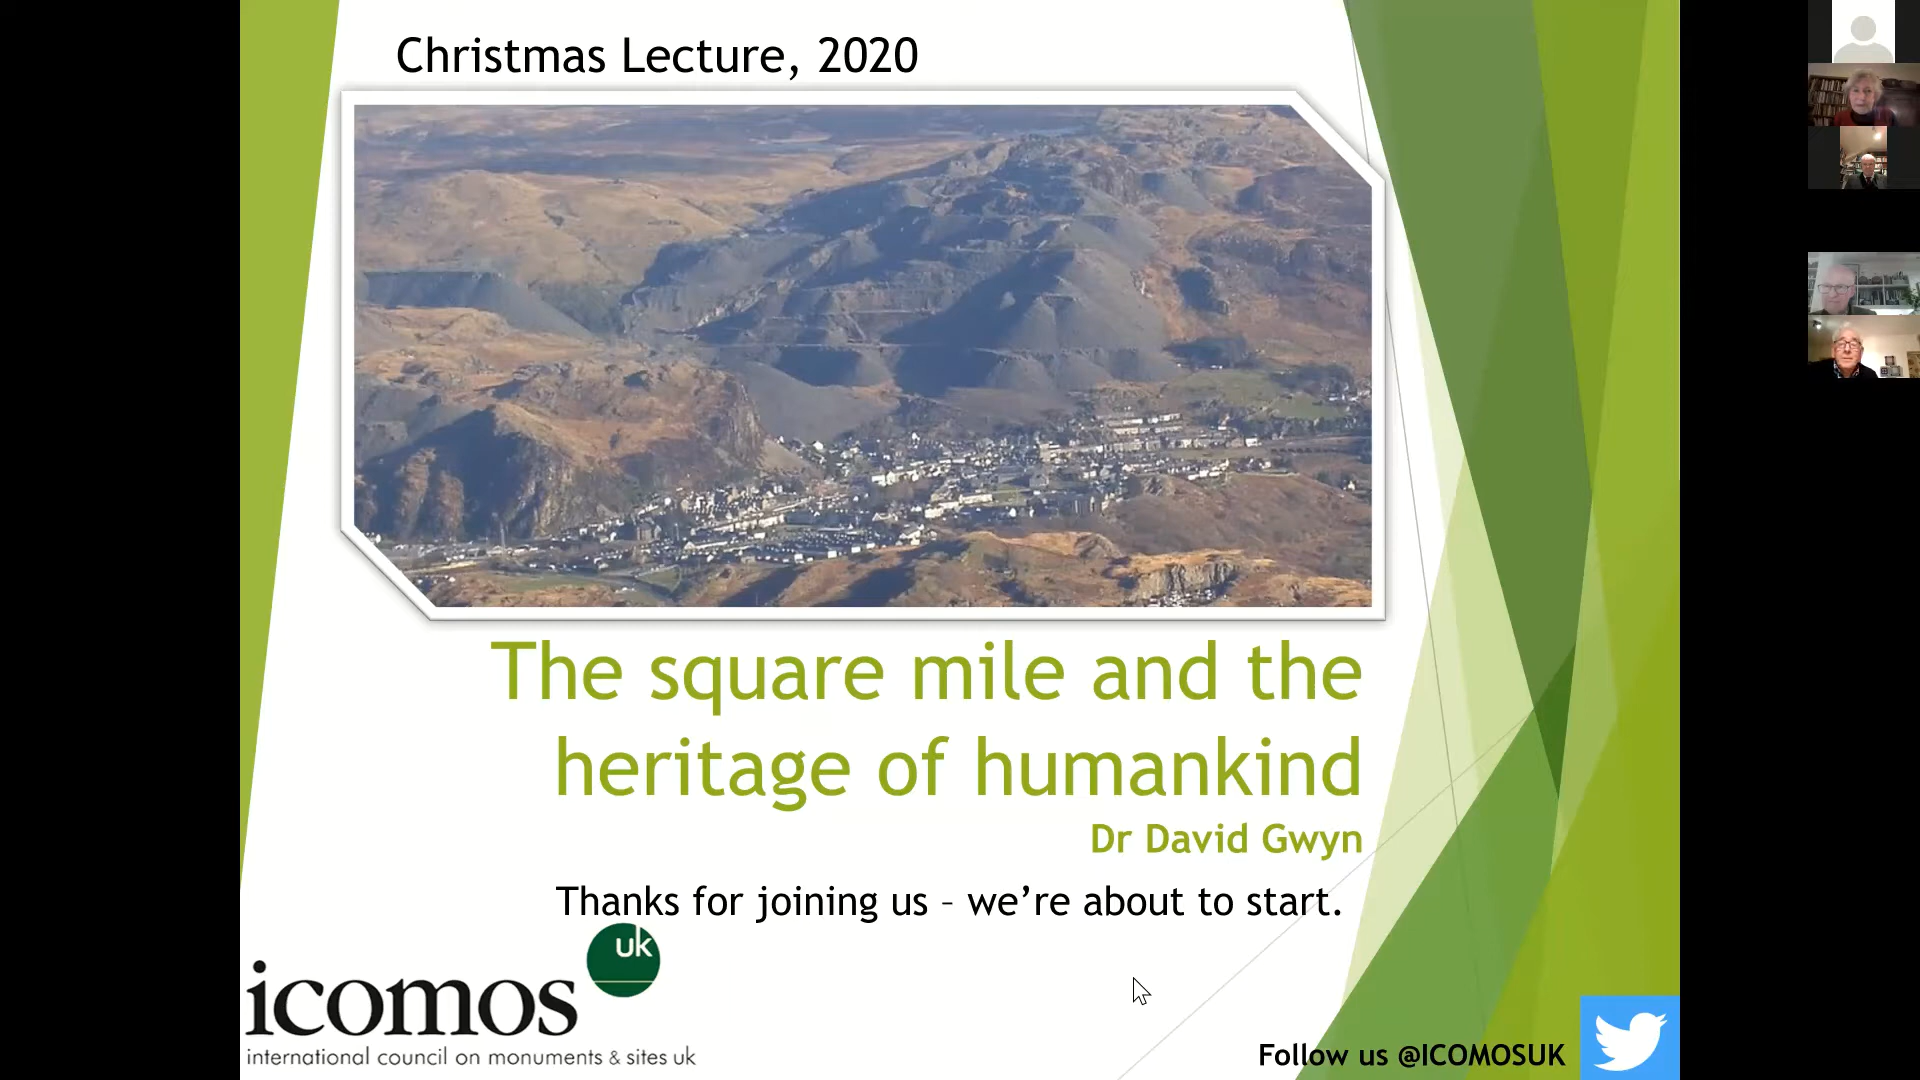 Christmas Lecture, 2020
The square mile and the
heritage of humankind
Dr David Gwyn
Thanks for joining us – we’re about to start.
uk
icomos
international council on monuments & sites uk
Follow us @ICOMOSUK